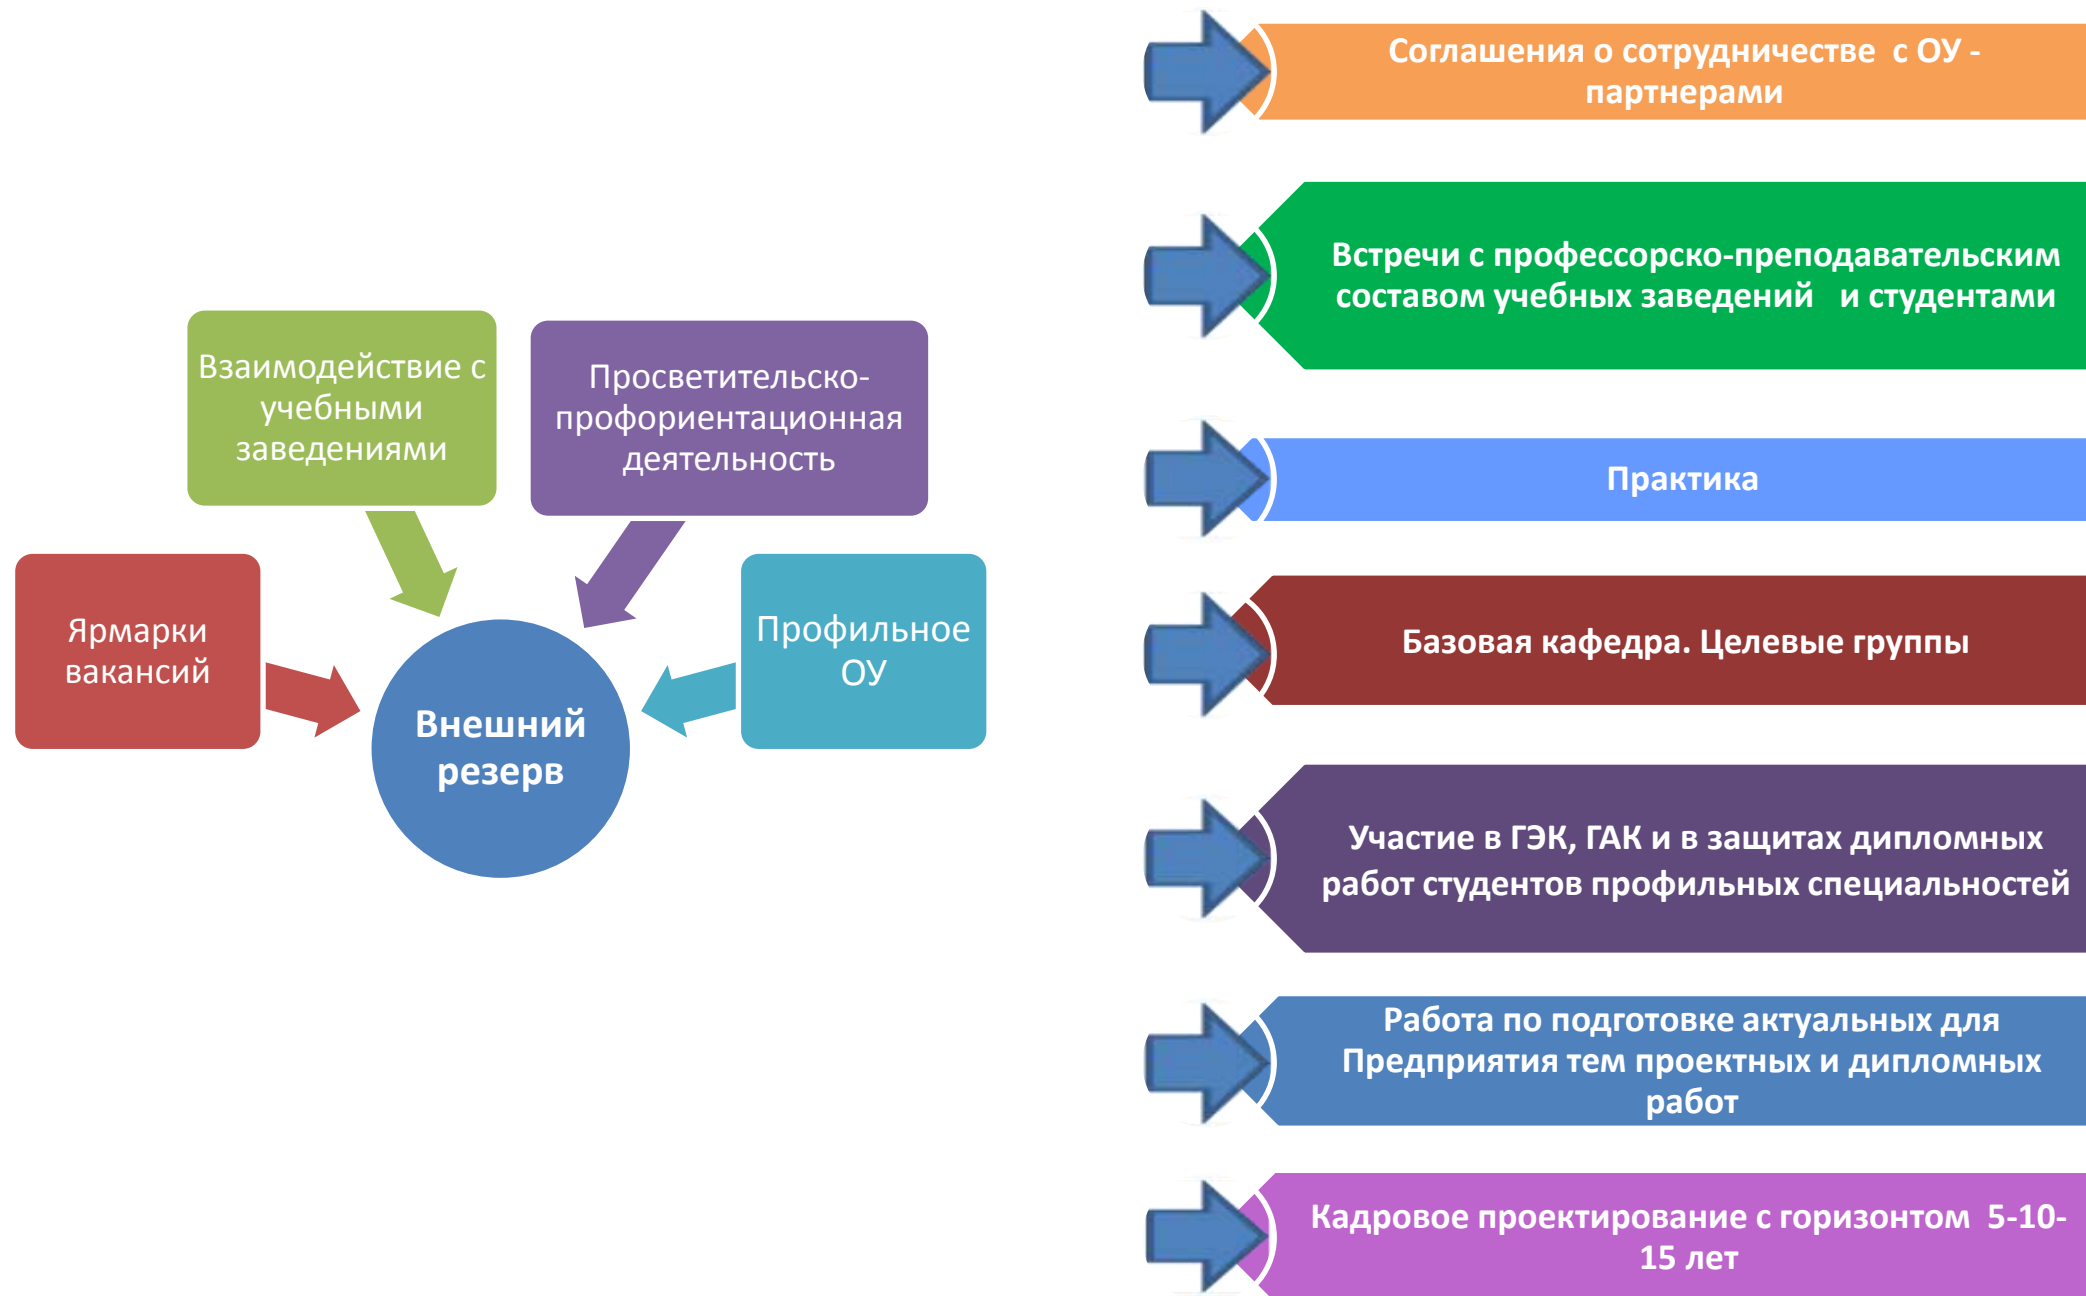 Взаимодействие с
учебными
заведениями
Просветительско-
профориентационная
деятельность
Ярмарки
вакансий
Профильное
ОУ
Внешний
резерв
Соглашения о сотрудничестве с ОУ -
партнерами
Встречи с профессорско-преподавательским
составом учебных заведений и студентами
Практика
Базовая кафедра. Целевые группы
Участие в ГЭК, ГАК и в защитах дипломных
работ студентов профильных специальностей
Работа по подготовке актуальных для
Предприятия тем проектных и дипломных
работ
Кадровое проектирование с горизонтом 5-10-
15 лет